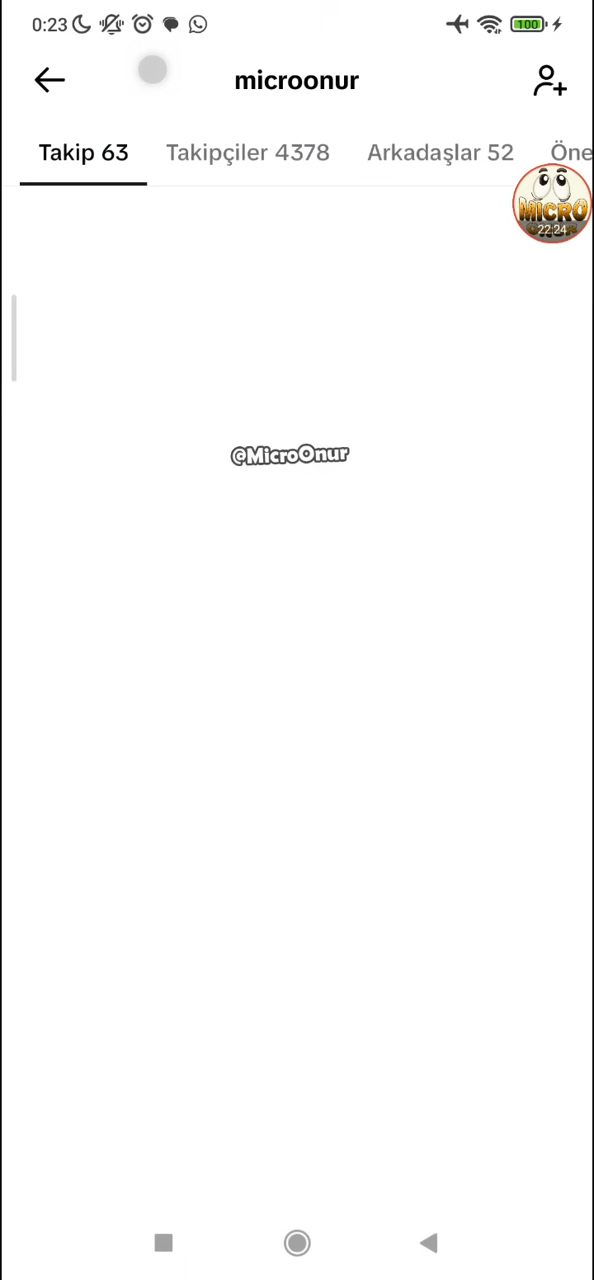 0:23
100
microonur
Takip 63 Takipçiler 4378 Arkadaşlar 52 Öne
MICRO
22:24
@MicroOnur